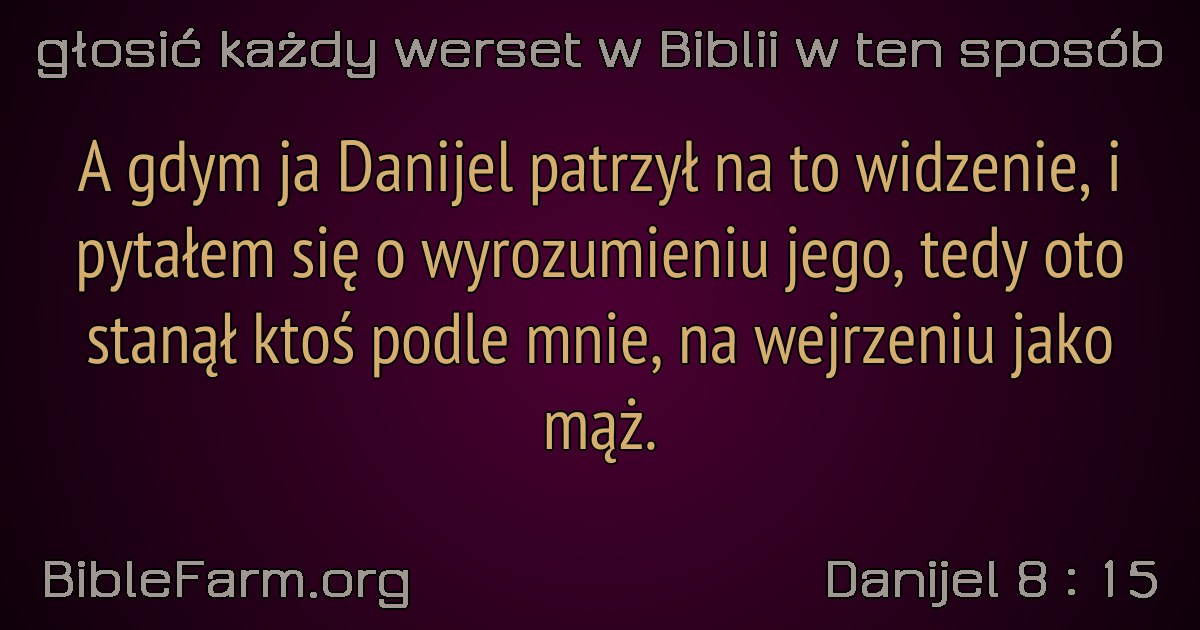 głosić każdy werset w Biblii w ten sposób
A gdym ja Danijel patrzył na to widzenie, i
pytałem się o wyrozumieniu jego, tedy oto
stanął ktoś podle mnie, na wejrzeniu jako
mąż.
BibleFarm.org
Danijel 8 : 15